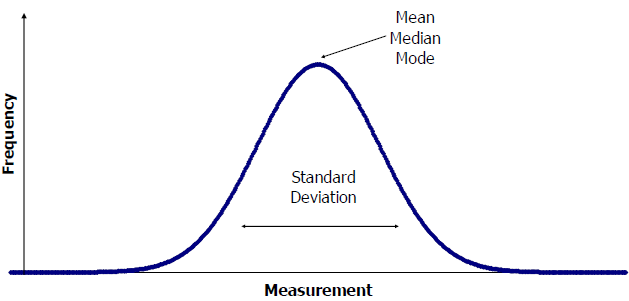 Mean
Median
Mode
Frequency
Standard
Deviation
Measurement